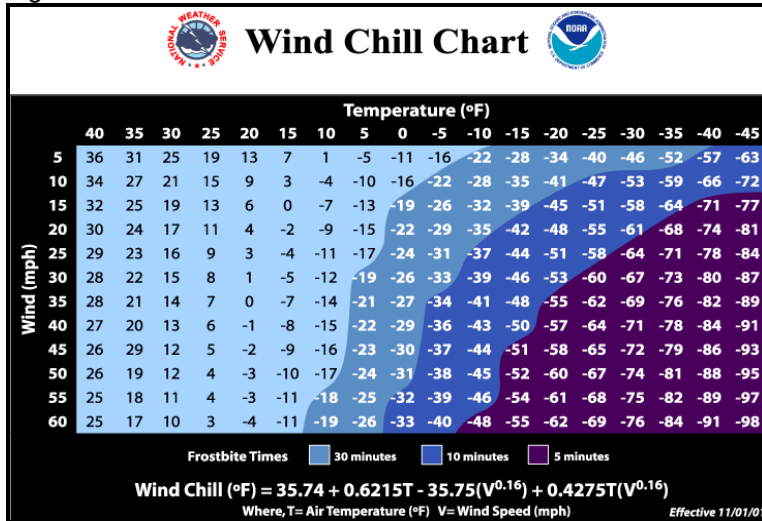 Wind Chill Chart
NATIONAL WEATHER SERVICE
NOAA
Temperature (ºF)
40 35 30 25 20 15 10 5 0 -5 -10 -15 -20 -25 -30 -35 -40 -45
5 36 31 25 19 13 7 1 -5 -11 -16 -22 -28 -34 -40 -46 -52 -57 -63
10 34 27 21 15 9 3 -4 -10 -16 -22 -28 -35 -41 -47 -53 -59 -66 -72
15 32 25 19 13 6 0 -7 -13 -19 -26 -32 -39 -45 -51 -58 -64 -71 -77
20 30 24 17 11 4 -2 -9 -15 -22 -29 -35 -42 -48 -55 -61 -68 -74 -81
25 29 23 16 9 3 -4 -11 -17 -24 -31 -37 -44 -51 -58 -64 -71 -78 -84
30 28 22 15 8 1 -5 -12 -19 -26 -33 -39 -46 -53 -60 -67 -73 -80 -87
35 28 21 14 7 0 -7 -14 -21 -27 -34 -41 -48 -55 -62 -69 -76 -82 -89
40 27 20 13 6 -1 -8 -15 -22 -29 -36 -43 -50 -57 -64 -71 -78 -84 -91
45 26 29 12 5 -2 -9 -16 -23 -30 -37 -44 -51 -58 -65 -72 -79 -86 -93
50 26 19 12 4 -3 -10 -17 -24 -31 -38 -45 -52 -60 -67 -74 -81 -88 -95
55 25 18 11 4 -3 -11 -18 -25 -32 -39 -46 -54 -61 -68 -75 -82 -89 -97
60 25 17 10 3 -4 -11 -19 -26 -33 -40 -48 -55 -62 -69 -76 -84 -91 -98
Wind (mph)
Frostbite Times 30 minutes 10 minutes 5 minutes
Wind Chill (ºF) = 35.74 + 0.6215T - 35.75(V0.16) + 0.4275T(V0.16)
Where, T= Air Temperature (ºF) V= Wind Speed (mph)
Effective 11/01/01